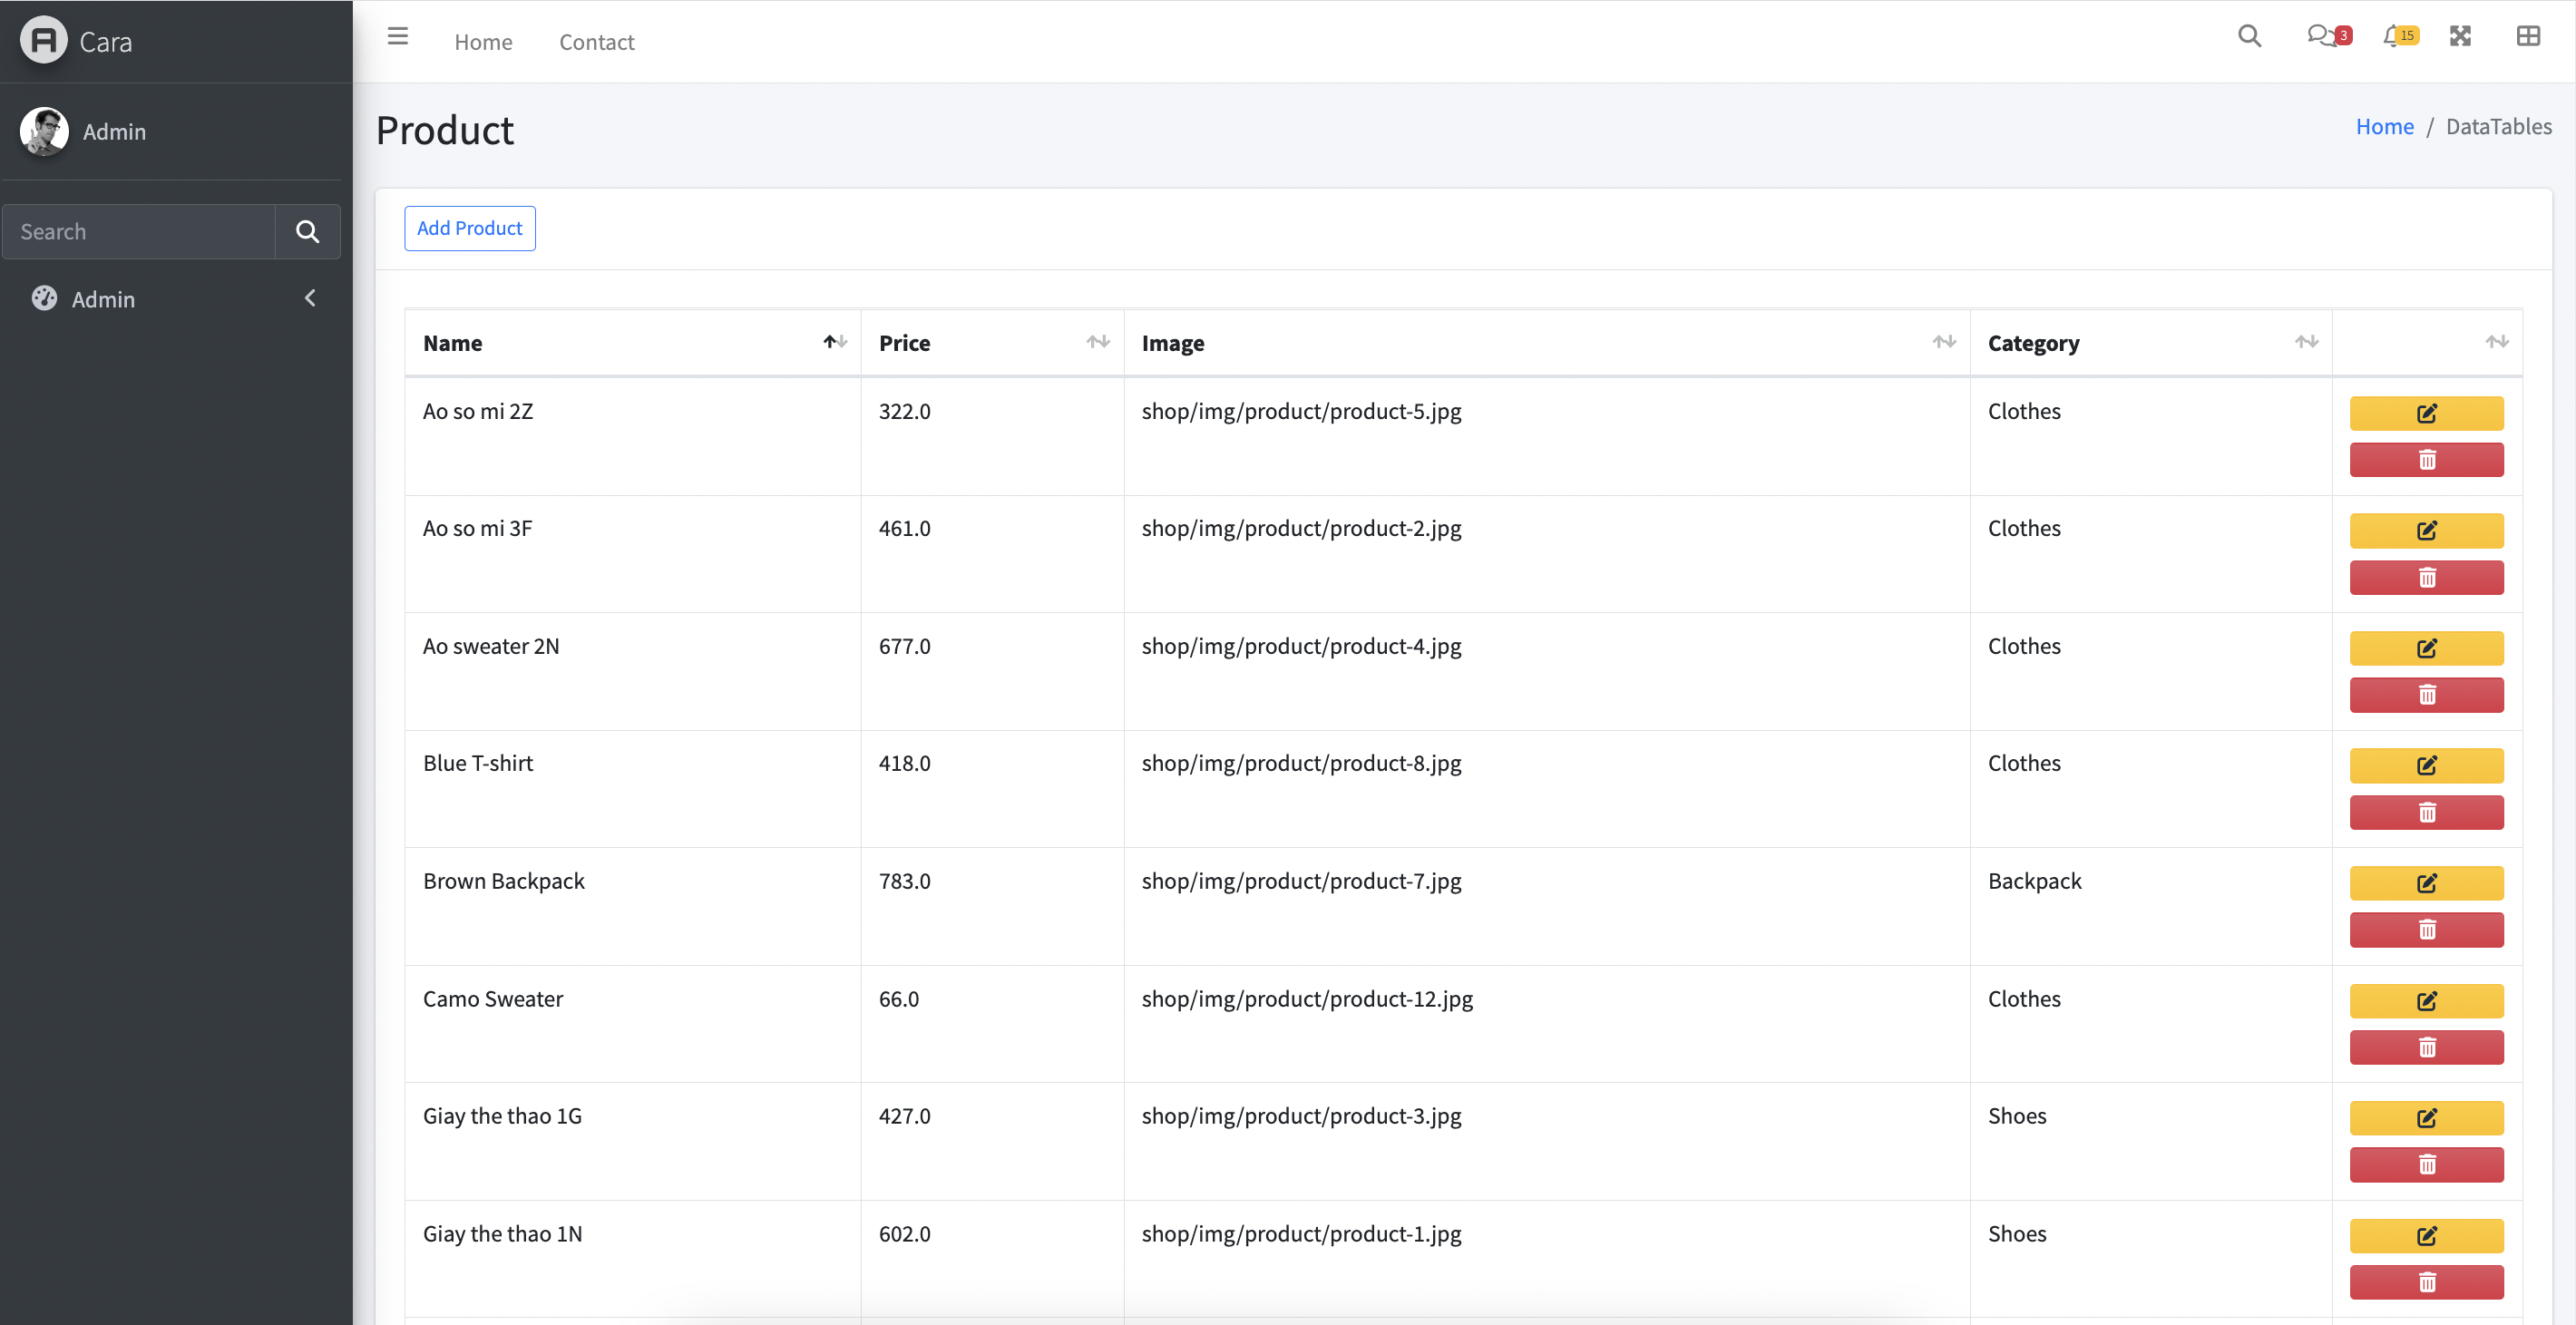 Cara
Home Contact 3 15
Admin
Product
Home / DataTables
Search
Add Product
Admin
Name Price Image Category
Ao so mi 2Z 322.0 shop/img/product/product-5.jpg Clothes
Ao so mi 3F 461.0 shop/img/product/product-2.jpg Clothes
Ao sweater 2N 677.0 shop/img/product/product-4.jpg Clothes
Blue T-shirt 418.0 shop/img/product/product-8.jpg Clothes
Brown Backpack 783.0 shop/img/product/product-7.jpg Backpack
Camo Sweater 66.0 shop/img/product/product-12.jpg Clothes
Giay the thao 1G 427.0 shop/img/product/product-3.jpg Shoes
Giay the thao 1N 602.0 shop/img/product/product-1.jpg Shoes